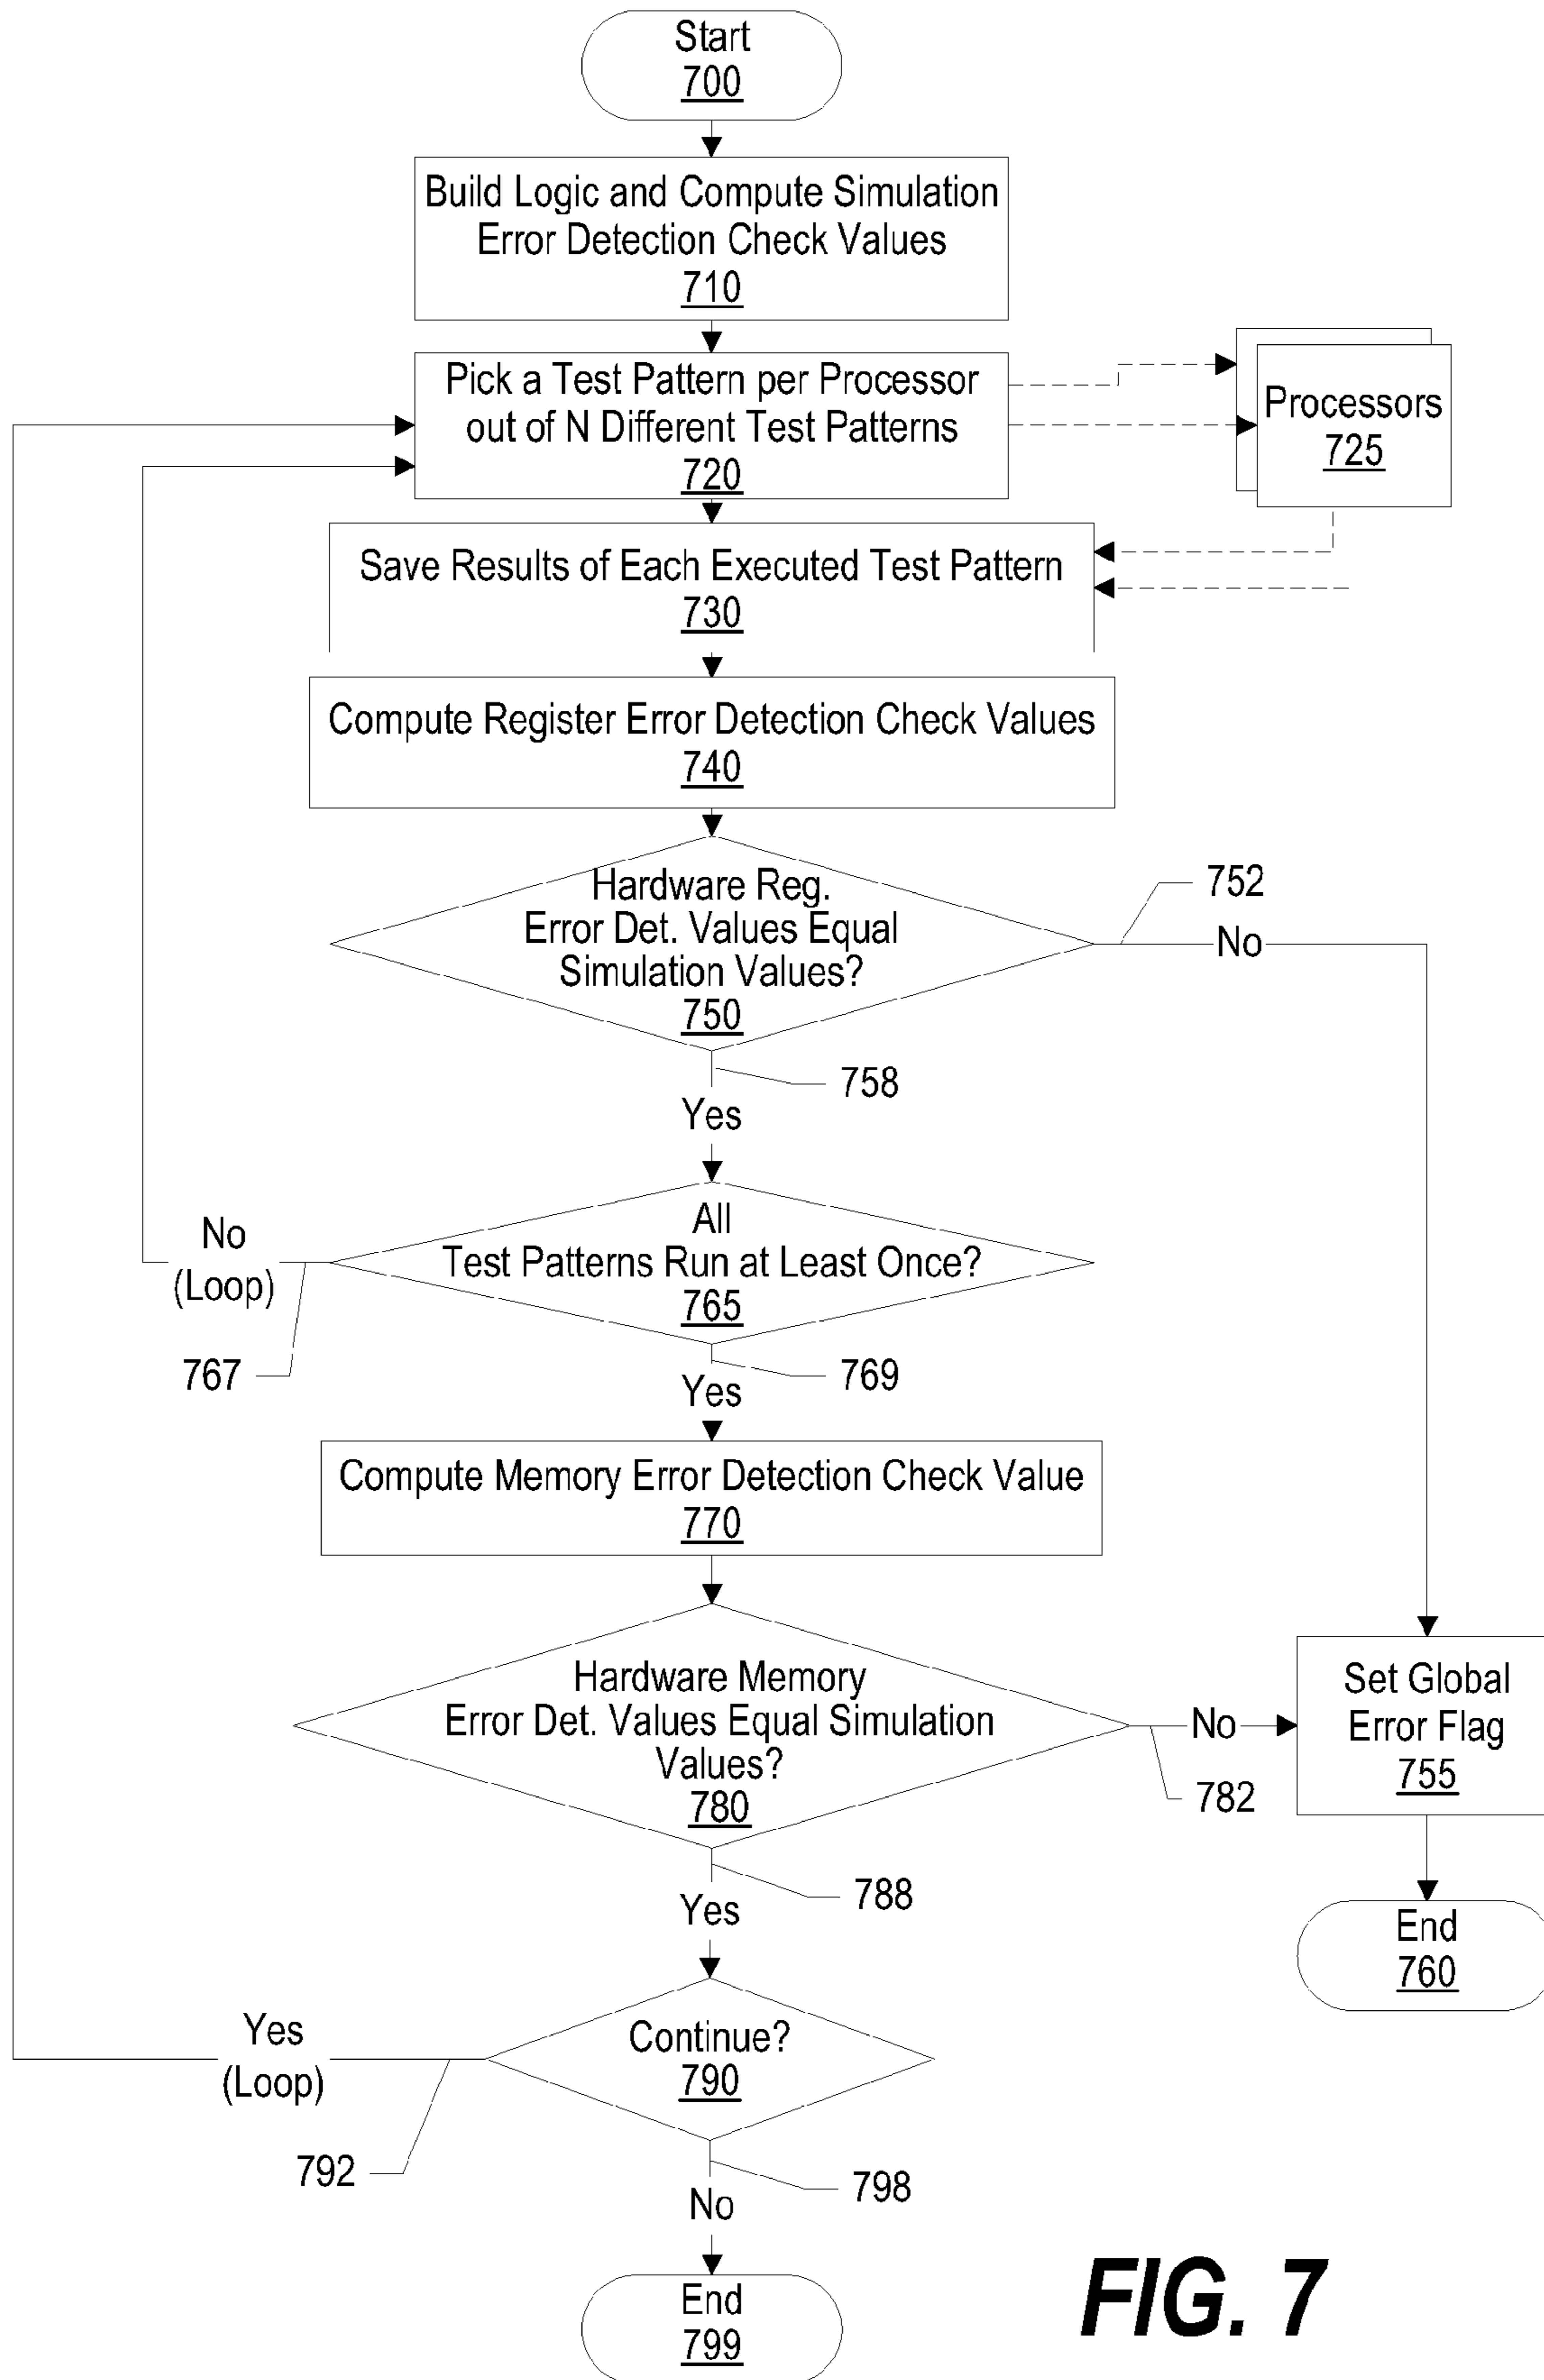 Start
700
Build Logic and Compute Simulation
Error Detection Check Values
710
Pick a Test Pattern per Processor
out of N Different Test Patterns
720
Processors
725
Save Results of Each Executed Test Pattern
730
Compute Register Error Detection Check Values
740
Hardware Reg.
Error Det. Values Equal
Simulation Values?
750
752
No
758
Yes
All
Test Patterns Run at Least Once?
765
No
(Loop)
767
769
Yes
Compute Memory Error Detection Check Value
770
Hardware Memory
Error Det. Values Equal Simulation
Values?
780
No
782
Set Global
Error Flag
755
End
760
788
Yes
Continue?
790
Yes
(Loop)
792
798
No
End
799
FIG. 7